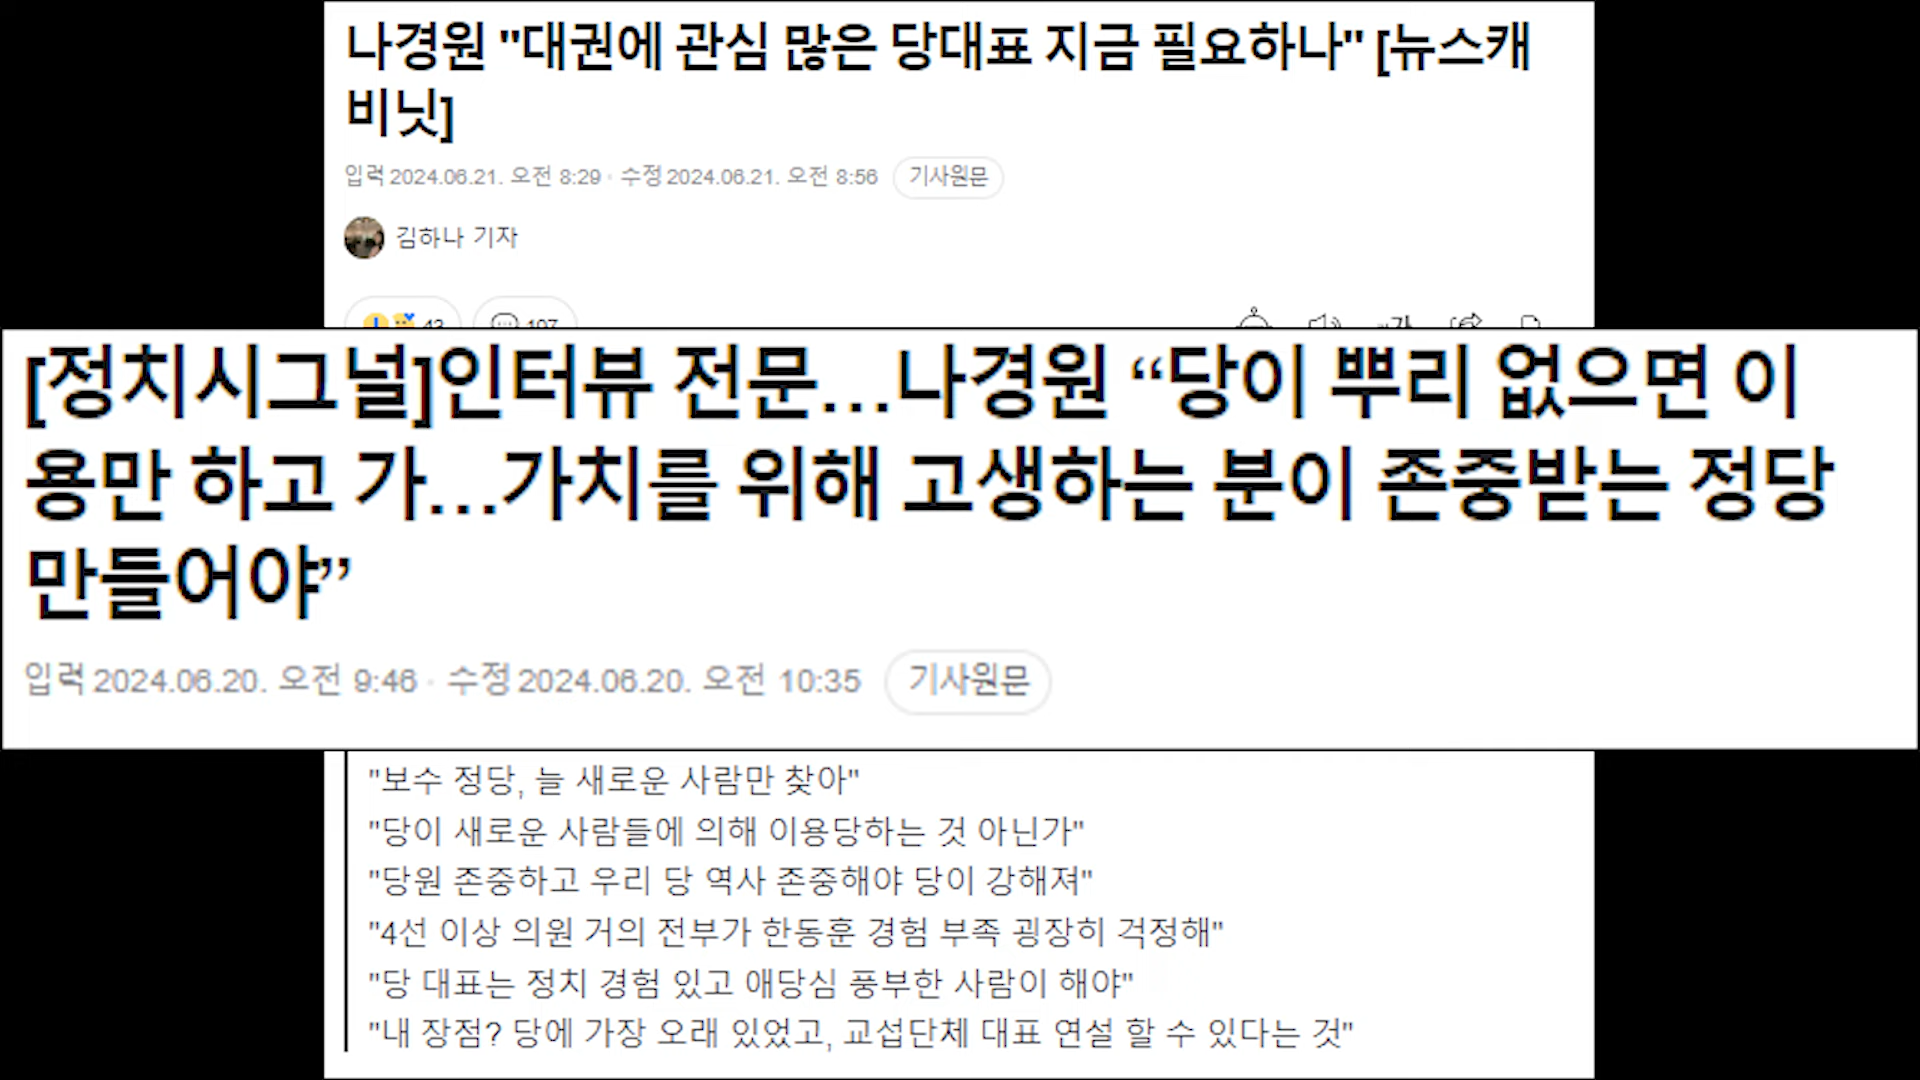 나경원 "대권에 관심 많은 당대표 지금 필요하나" [뉴스캐
비닛]
입력 2024.06.21. 오전 8:29 · 수정 2024.06.21. 오전 8:56 기사원문
김하나 기자
43 107 가
[정치시그널]인터뷰 전문…나경원 “당이 뿌리 없으면 이
용만 하고 가…가치를 위해 고생하는 분이 존중받는 정당
만들어야”
입력 2024.06.20. 오전 9:46 · 수정 2024.06.20. 오전 10:35 기사원문
"보수 정당, 늘 새로운 사람만 찾아"
"당이 새로운 사람들에 의해 이용당하는 것 아닌가"
"당원 존중하고 우리 당 역사 존중해야 당이 강해져"
"4선 이상 의원 거의 전부가 한동훈 경험 부족 굉장히 걱정해"
"당 대표는 정치 경험 있고 애당심 풍부한 사람이 해야"
"내 장점? 당에 가장 오래 있었고, 교섭단체 대표 연설 할 수 있다는 것"